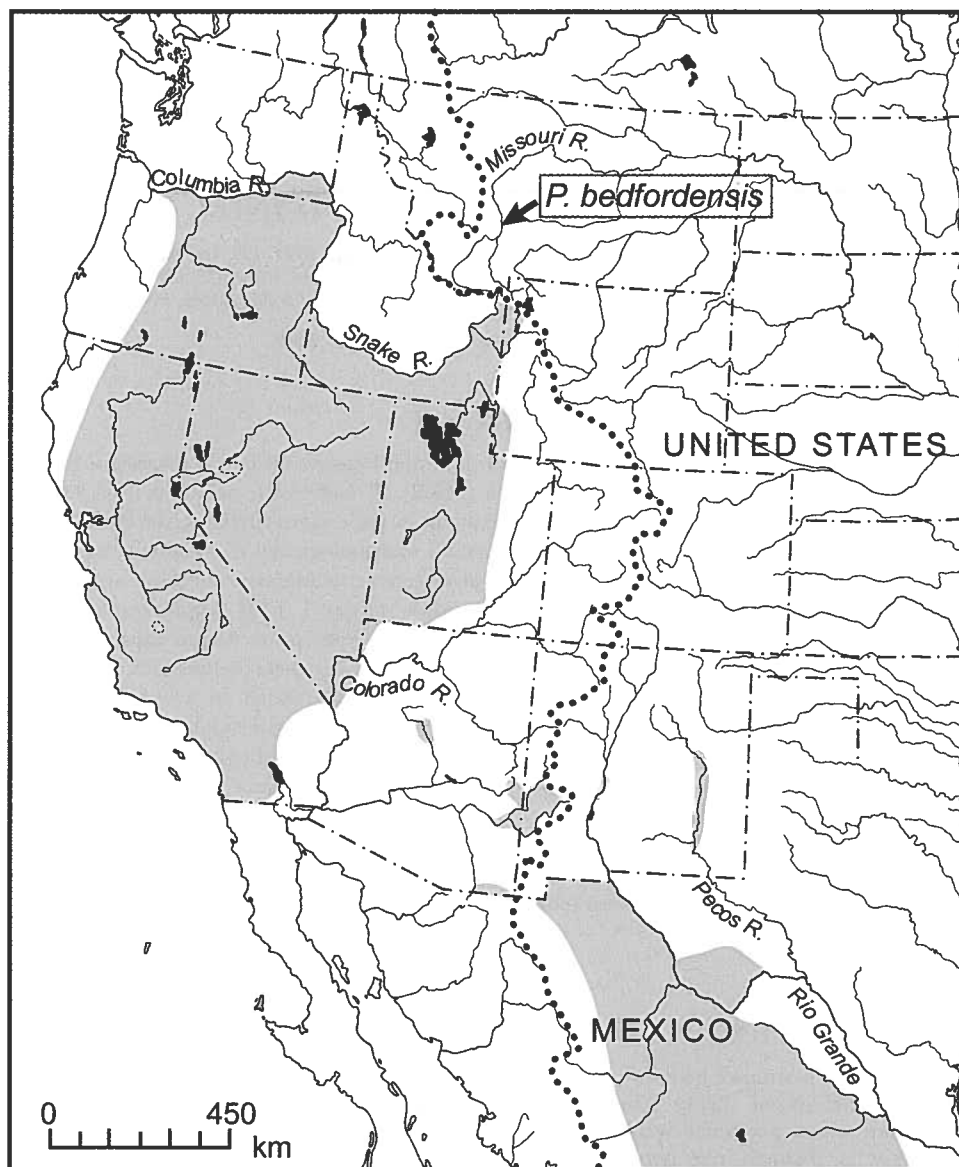 Missouri R.
Columbia R.
P. bedfordensis
Snake R.
UNITED STATES
Colorado R.
Pecos R.
Rio Grande
MEXICO
0 450
km